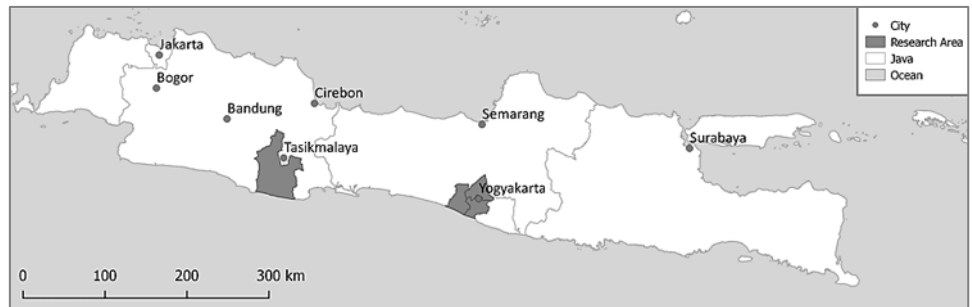 Jakarta
Bogor
Bandung
Cirebon
Tasikmalaya
Semarang
Yogyakarta
Surabaya
City
Research Area
Java
Ocean
0 100 200 300 km